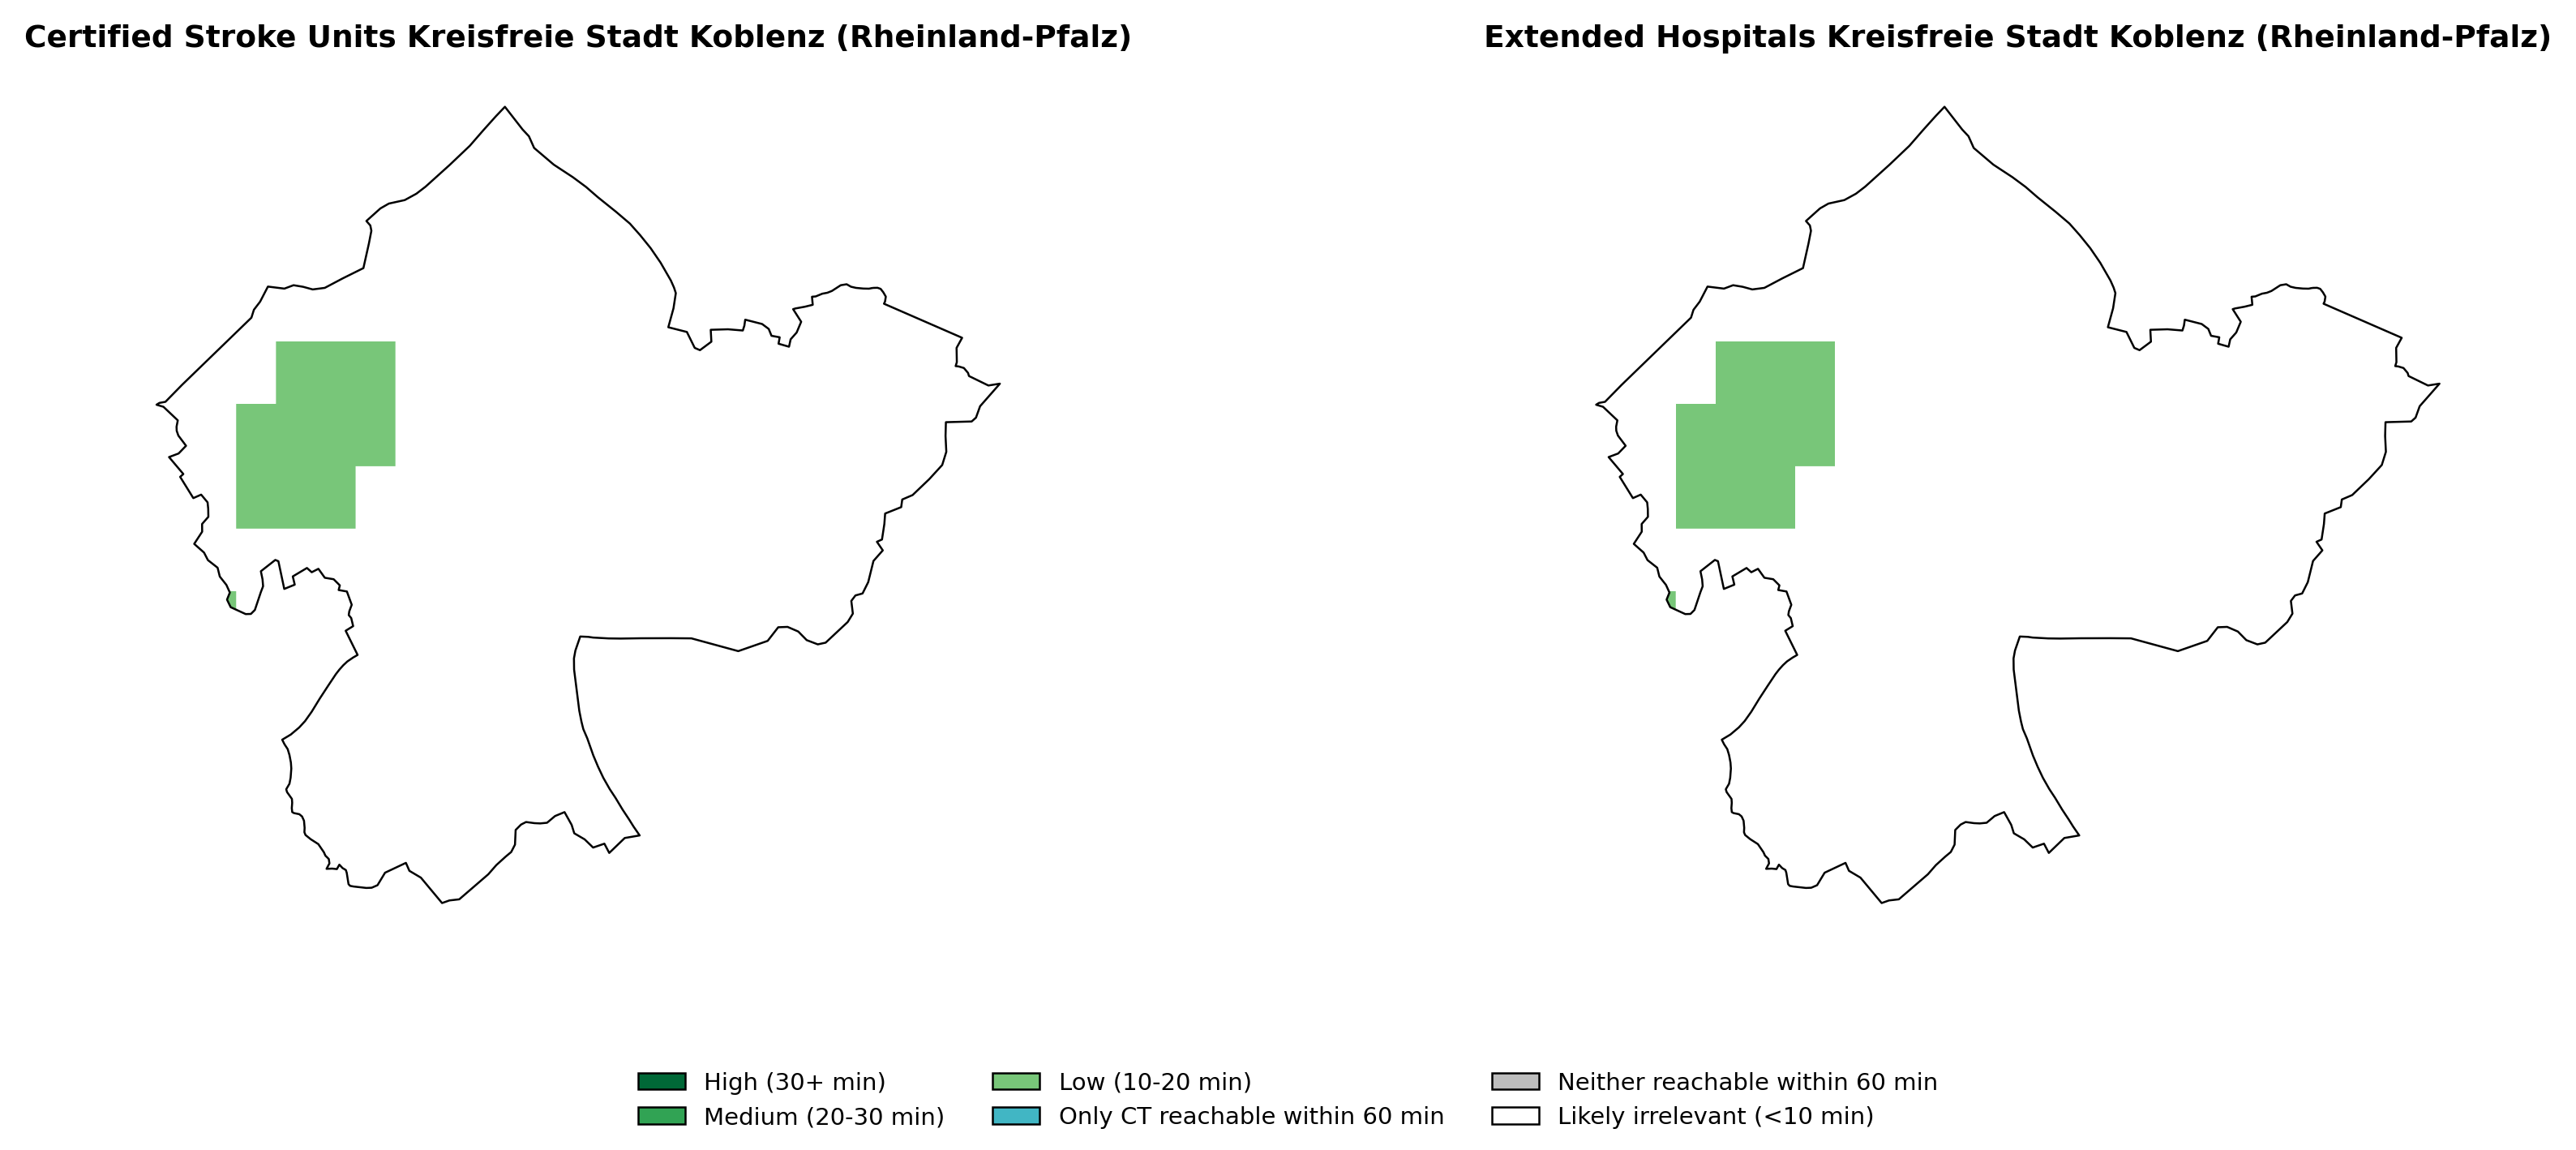 Certified Stroke Units Kreisfreie Stadt Koblenz (Rheinland-Pfalz)
Extended Hospitals Kreisfreie Stadt Koblenz (Rheinland-Pfalz)
High (30+ min)
Medium (20-30 min)
Low (10-20 min)
Only CT reachable within 60 min
Neither reachable within 60 min
Likely irrelevant (<10 min)